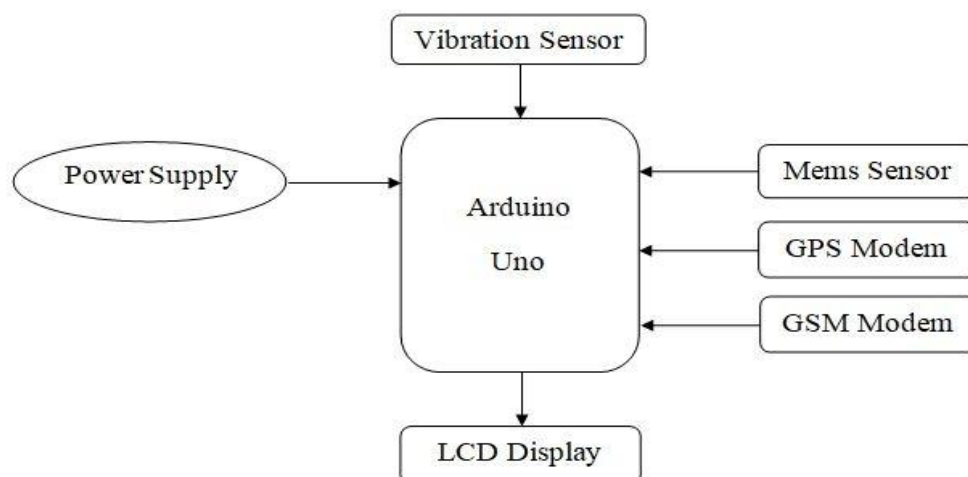 Vibration Sensor
Power Supply
Mems Sensor
Arduino
GPS Modem
Uno
GSM Modem
LCD Display